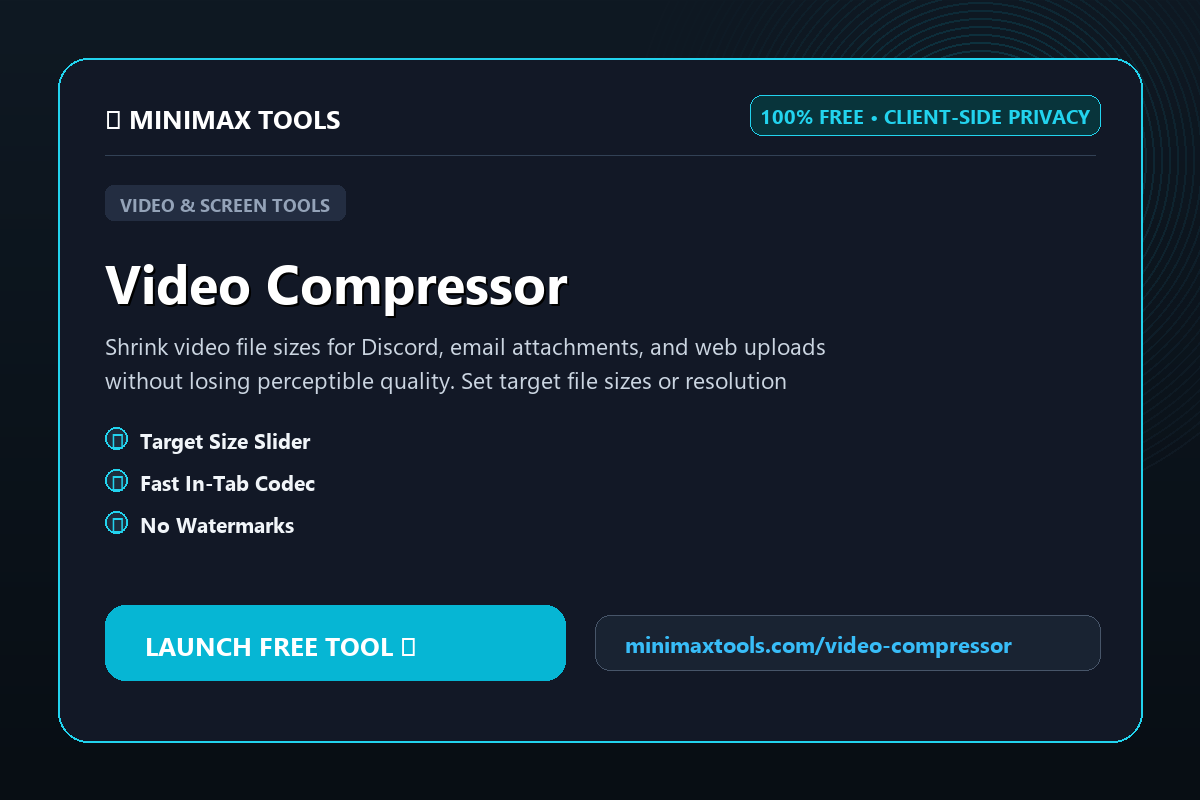 MINIMAX TOOLS
100% FREE • CLIENT-SIDE PRIVACY
VIDEO & SCREEN TOOLS
Video Compressor
Shrink video file sizes for Discord, email attachments, and web uploads
without losing perceptible quality. Set target file sizes or resolution
Target Size Slider
Fast In-Tab Codec
No Watermarks
LAUNCH FREE TOOL
minimaxtools.com/video-compressor